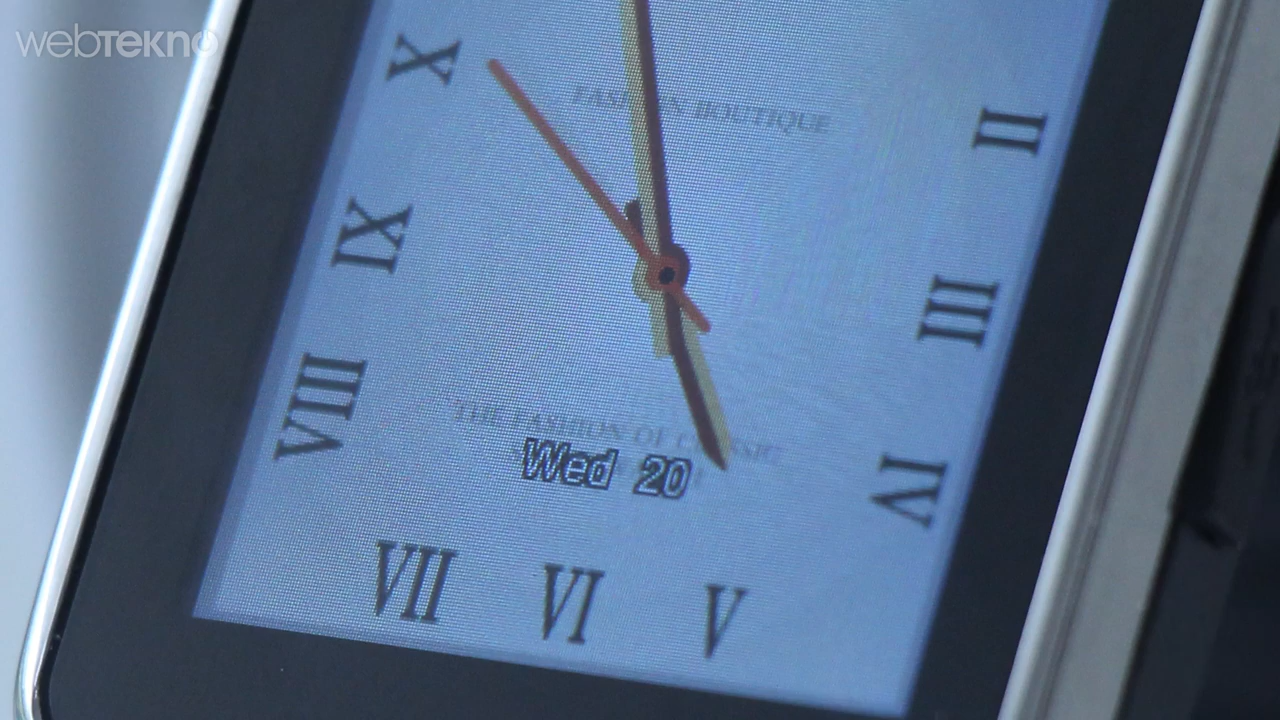 webTEKNO
X
FASHION BOUTIQUE
II
IX
III
VIII
THE FASHION OF CLASSIC
Wed 20
IV
VII
VI
V